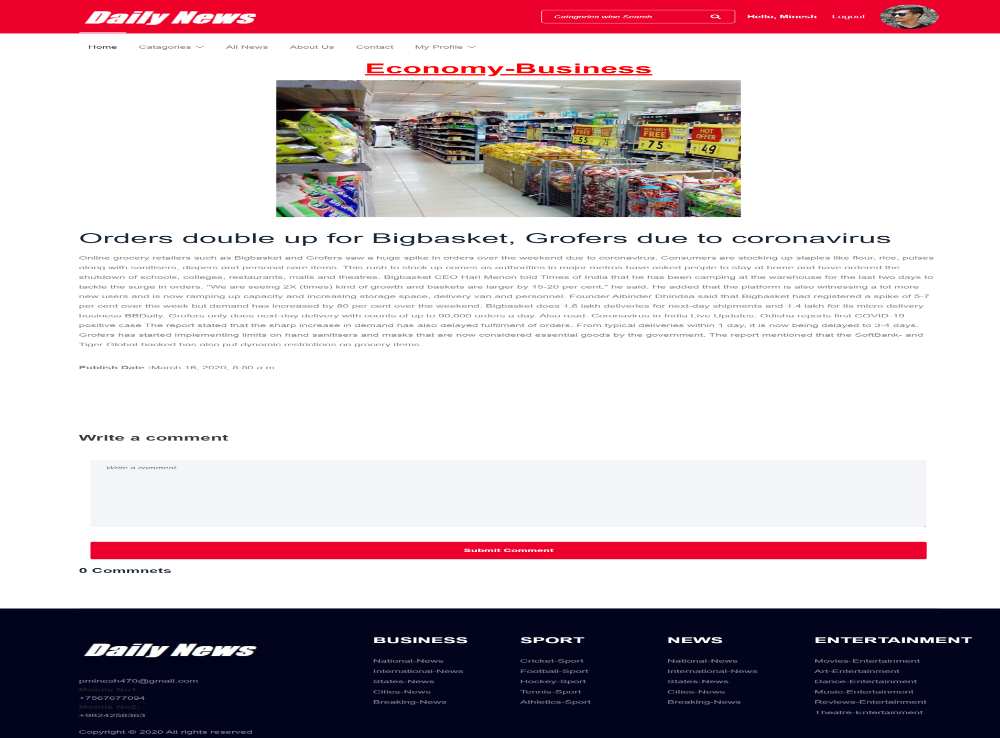 Daily News
Catagories wise Search
Hello, Minesh
Logout
Home
Catagories
All News
About Us
Contact
My Profile
Economy-Business
SALT
BUY 1 GET 1
FREE
55
75
BUY 1 GET 1
FREE
₹ 75
HOT
OFFER
60
₹ 49
Orders double up for Bigbasket, Grofers due to coronavirus
Online grocery retailers such as Bigbasket and Grofers saw a huge spike in orders over the weekend due to coronavirus. Consumers are stocking up staples like flour, rice, pulses
along with sanitisers, diapers and personal care items. This rush to stock up comes as authorities in major metros have asked people to stay at home and have ordered the
shutdown of schools, colleges, restaurants, malls and theatres. Bigbasket CEO Hari Menon told Times of India that he has been camping at the warehouse for the last two days to
tackle the surge in orders. "We are seeing 2X (times) kind of growth and baskets are larger by 15-20 per cent," he said. He added that the platform is also witnessing a lot more
new users and is now ramping up capacity and increasing storage space, delivery van and personnel. Founder Albinder Dhindsa said that Bigbasket had registered a spike of 5-7
per cent over the week but demand has increased by 80 per cent over the weekend. Bigbasket does 1.6 lakh deliveries for next-day shipments and 1.4 lakh for its micro delivery
business BBDaily. Grofers only does next-day delivery with counts of up to 90,000 orders a day. Also read: Coronavirus in India Live Updates: Odisha reports first COVID-19
positive case The report stated that the sharp increase in demand has also delayed fulfilment of orders. From typical deliveries within 1 day, it is now being delayed to 3-4 days.
Grofers has started implementing limits on hand sanitisers and masks that are now considered essential goods by the government. The report mentioned that the SoftBank- and
Tiger Global-backed has also put dynamic restrictions on grocery items.
Publish Date :March 16, 2020, 5:50 a.m.
Write a comment
Write a comment
Submit Comment
0 Commnets
Daily News
pminesh470@gmail.com
Mobile No1:
+7567677094
Mobile No2:
+9824258363
Copyright © 2020 All rights reserved
BUSINESS
National-News
International-News
States-News
Cities-News
Breaking-News
SPORT
Cricket-Sport
Football-Sport
Hockey-Sport
Tennis-Sport
Athletics-Sport
NEWS
National-News
International-News
States-News
Cities-News
Breaking-News
ENTERTAINMENT
Movies-Entertainment
Art-Entertainment
Dance-Entertainment
Music-Entertainment
Reviews-Entertainment
Theatre-Entertainment